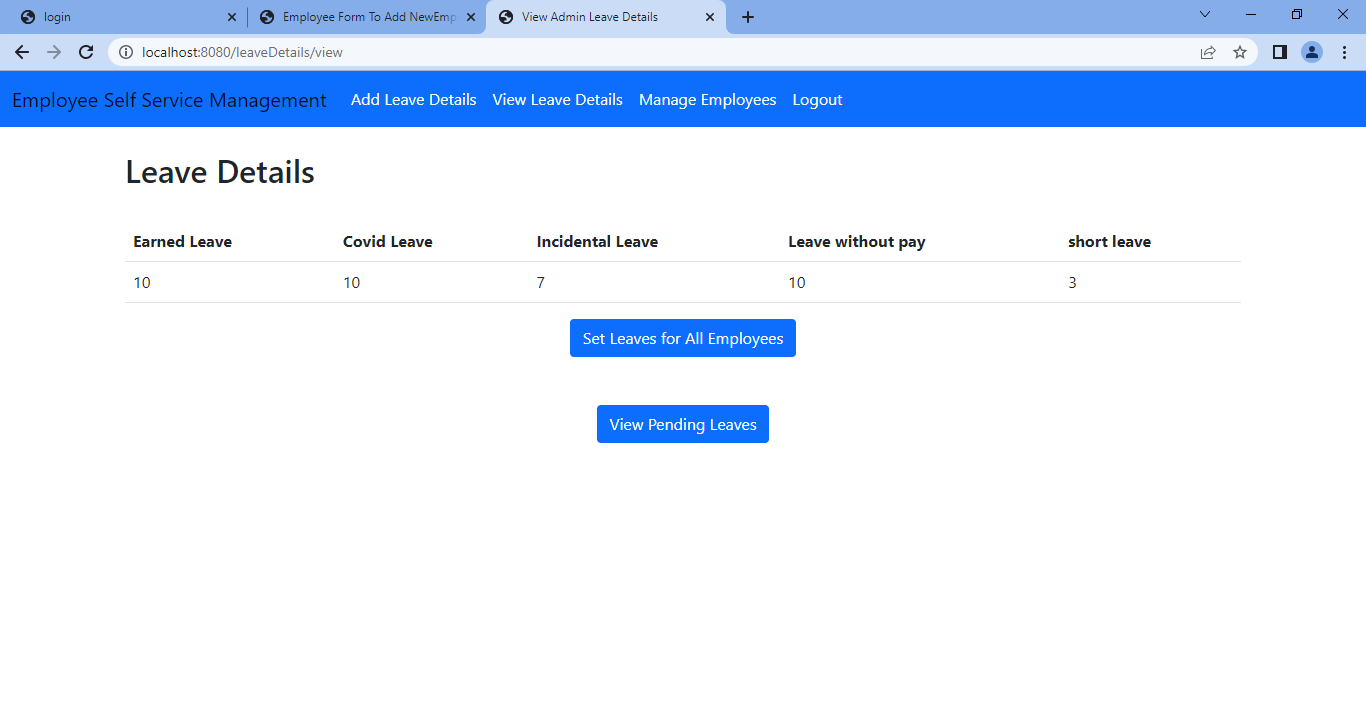 login
Employee Form To Add NewEmp
View Admin Leave Details
localhost:8080/leaveDetails/view
Employee Self Service Management Add Leave Details View Leave Details Manage Employees Logout
Leave Details
Earned Leave Covid Leave Incidental Leave Leave without pay short leave
10 10 7 10 3
Set Leaves for All Employees
View Pending Leaves